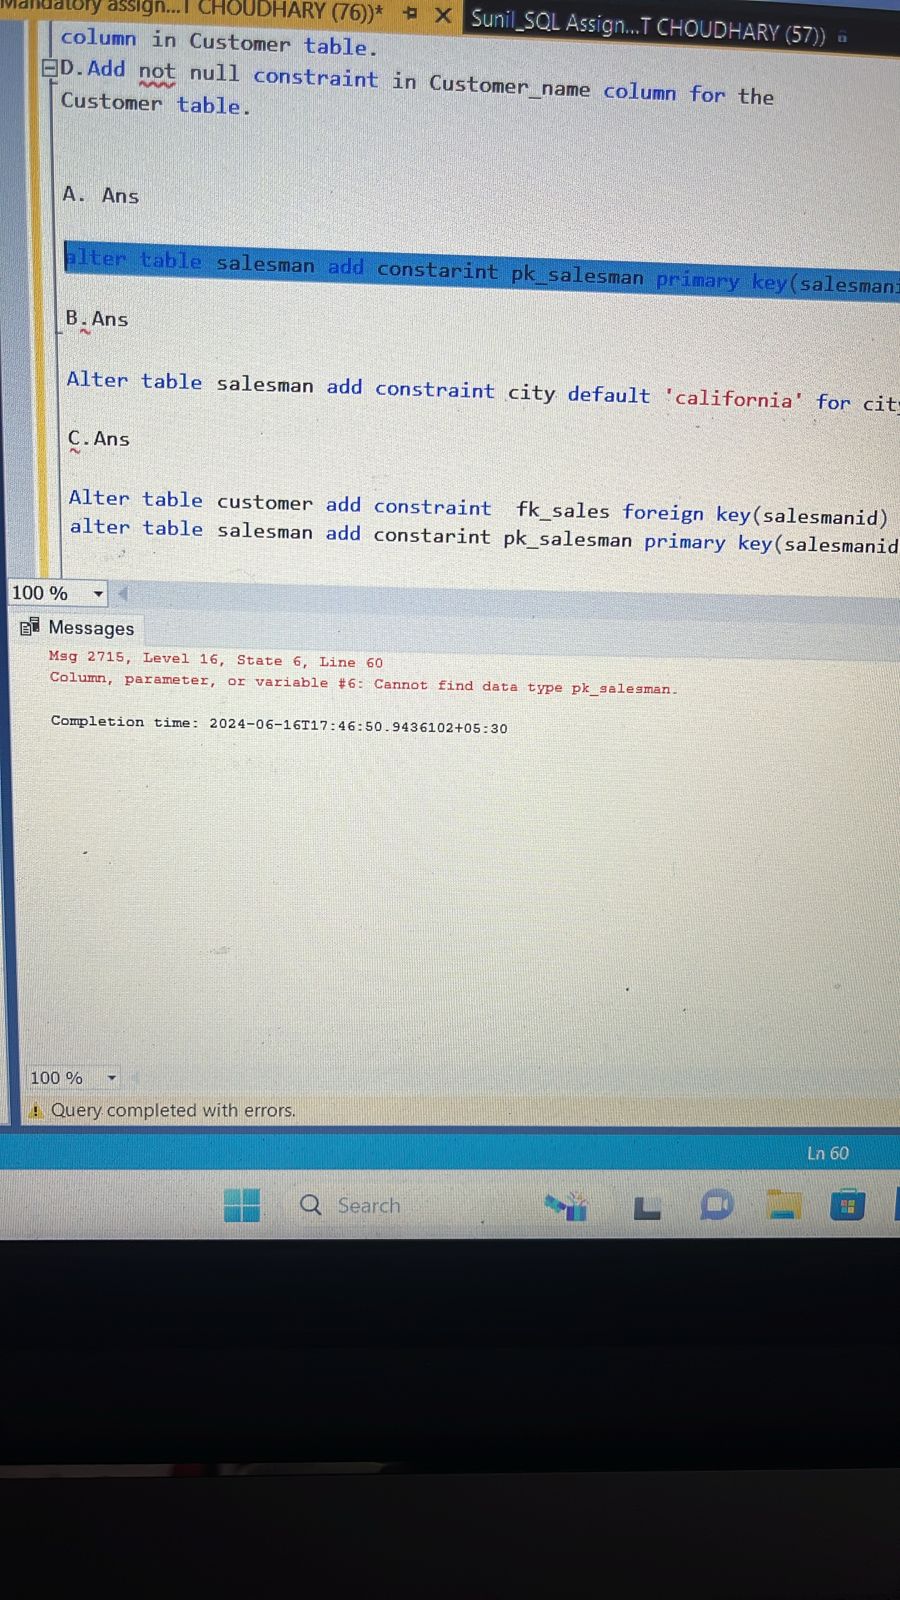 Mandatory assign...T CHOUDHARY (76))* Sunil_SQL Assign...T CHOUDHARY (57))
column in Customer table.
D.Add not null constraint in Customer_name column for the
Customer table.
A. Ans
alter table salesman add constarint pk_salesman primary key(salesmani
B.Ans
Alter table salesman add constraint city default 'california' for cit
C.Ans
Alter table customer add constraint  fk_sales foreign key(salesmanid)
alter table salesman add constarint pk_salesman primary key(salesmanid
100 %
Messages
Msg 2715, Level 16, State 6, Line 60
Column, parameter, or variable #6: Cannot find data type pk_salesman.
Completion time: 2024-06-16T17:46:50.9436102+05:30
100 %
Query completed with errors.
Ln 60
Search